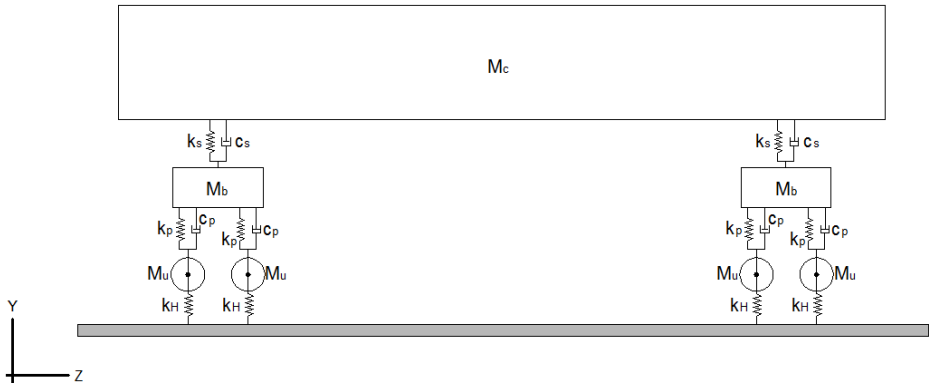 Mc
ks cs ks cs
Mb Mb
kp cp kp cp kp cp kp cp
Mu Mu Mu Mu
kH kH kH kH
Y
Z